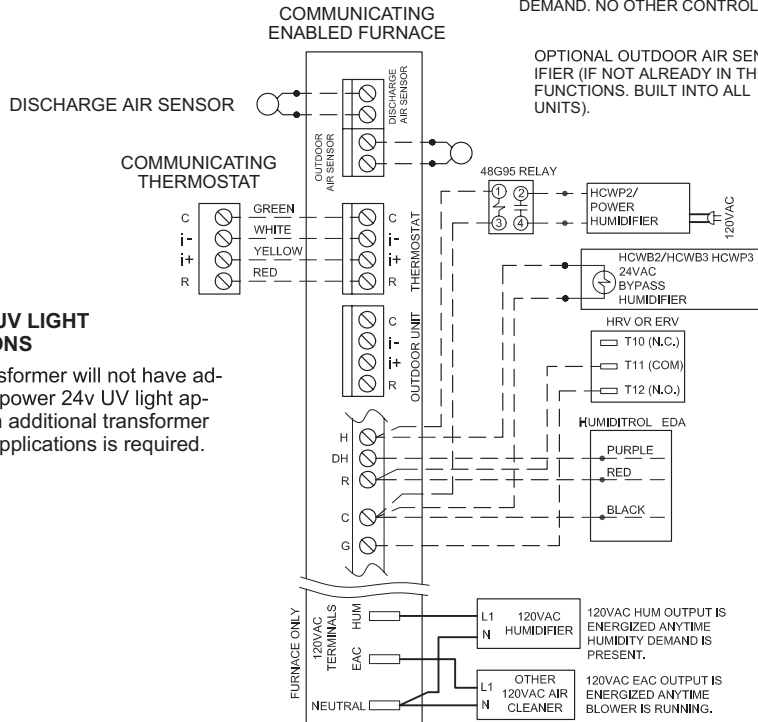 DEMAND. NO OTHER CONTROL
COMMUNICATING
ENABLED FURNACE
OPTIONAL OUTDOOR AIR
IFIER (IF NOT ALREADY IN
FUNCTIONS. BUILT INTO ALL
UNITS).
DISCHARGE AIR SENSOR
DISCHARGE
AIR SENSOR
OUTDOOR
AIR SENSOR
COMMUNICATING
THERMOSTAT
C
i-
i+
R
GREEN
WHITE
YELLOW
RED
C
i-
i+
R
THERMOSTAT
48G95 RELAY
1
2
3
4
HCWP2/
POWER
HUMIDIFIER
120VAC
HCWB2/HCWB3 HCWP3
24VAC
BYPASS
HUMIDIFIER
UV LIGHT
C
i-
i+
R
OUTDOOR UNIT
HRV OR ERV
T10 (N.C.)
T11 (COM)
T12 (N.O.)
sformer will not have ad-
power 24v UV light ap-
additional transformer
applications is required.
H
DH
R
C
G
HUMIDITROL EDA
PURPLE
RED
BLACK
FURNACE ONLY
120VAC
TERMINALS
HUM
EAC
NEUTRAL
L1
N
120VAC
HUMIDIFIER
120VAC HUM OUTPUT IS
ENERGIZED ANYTIME
HUMIDITY DEMAND IS
PRESENT.
L1
N
OTHER
120VAC AIR
CLEANER
120VAC EAC OUTPUT IS
ENERGIZED ANYTIME
BLOWER IS RUNNING.